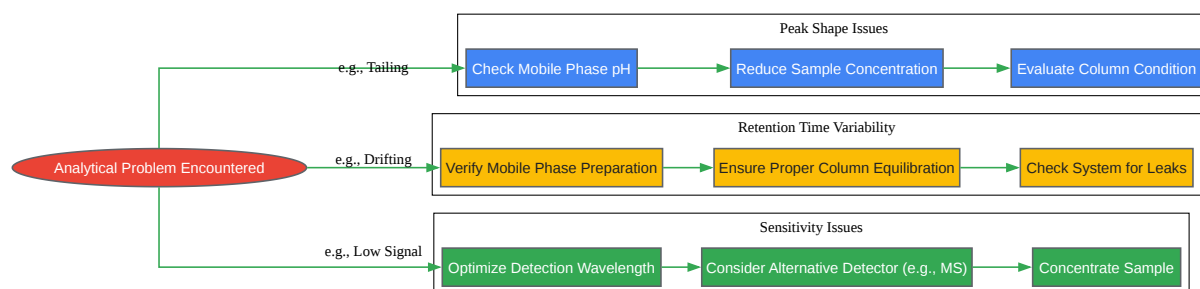 Peak Shape Issues
e.g., Tailing
Check Mobile Phase pH
Reduce Sample Concentration
Evaluate Column Condition
Retention Time Variability
Analytical Problem Encountered
e.g., Drifting
Verify Mobile Phase Preparation
Ensure Proper Column Equilibration
Check System for Leaks
Sensitivity Issues
e.g., Low Signal
Optimize Detection Wavelength
Consider Alternative Detector (e.g., MS)
Concentrate Sample